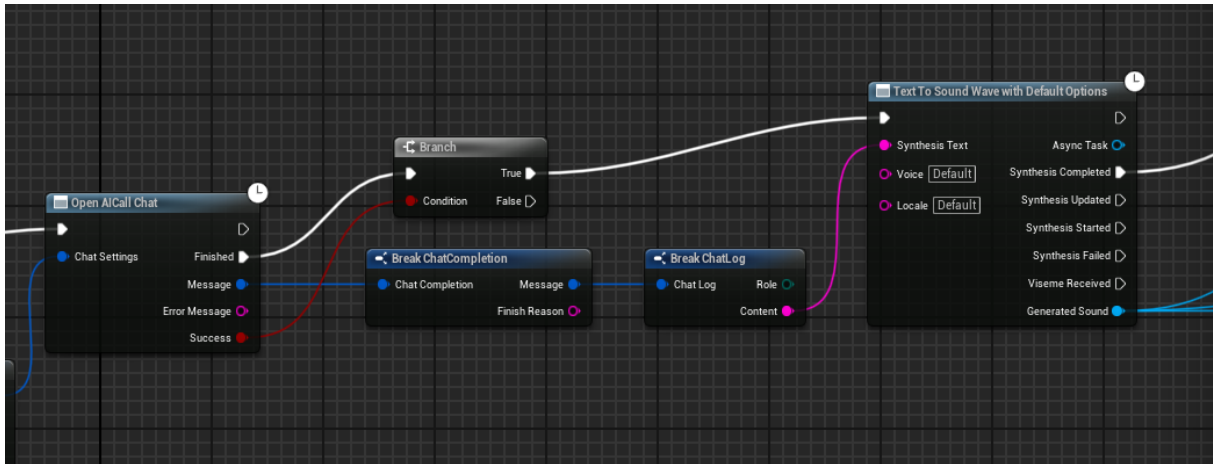 Open AICall Chat
Chat Settings
Finished
Message
Error Message
Success
Branch
True
Condition
False
Break ChatCompletion
Chat Completion
Message
Finish Reason
Break ChatLog
Chat Log
Role
Content
Text To Sound Wave with Default Options
Synthesis Text
Async Task
Voice Default
Synthesis Completed
Locale Default
Synthesis Updated
Synthesis Started
Synthesis Failed
Viseme Received
Generated Sound